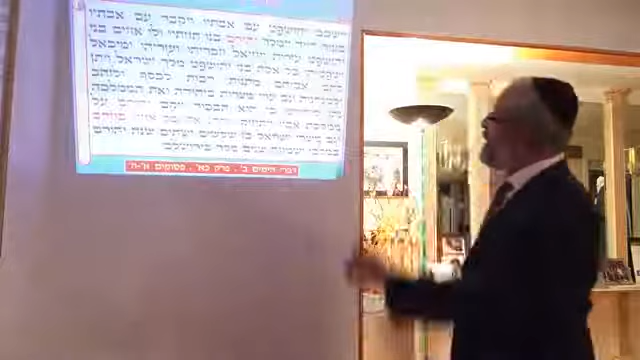 וישכב יהושפט עם אבתיו ויקבר עם אבתיו
בעיר דויד וימלך יהורם בנו תחתיו ולו אחים בני
יהושפט עזריה ויחיאל וזכריהו ועזריהו ומיכאל
ושפטיהו כל אלה בני יהושפט מלך ישראל ויתן
להם אביהם מתנות רבות לכסף ולזהב
ולמגדנות עם ערי מצרות ביהודה ואת הממלכה
נתן ליהורם כי הוא הבכור ויקם יהורם על
ממלכת אביו ויתחזק ויהרג את כל אחיו בחרב
וגם משרי ישראל בן שלשים ושתים שנה יהורם
במלכו ושמונה שנים מלך בירושלם
דברי הימים ב', פרק כא', פסוקים א'-ה'